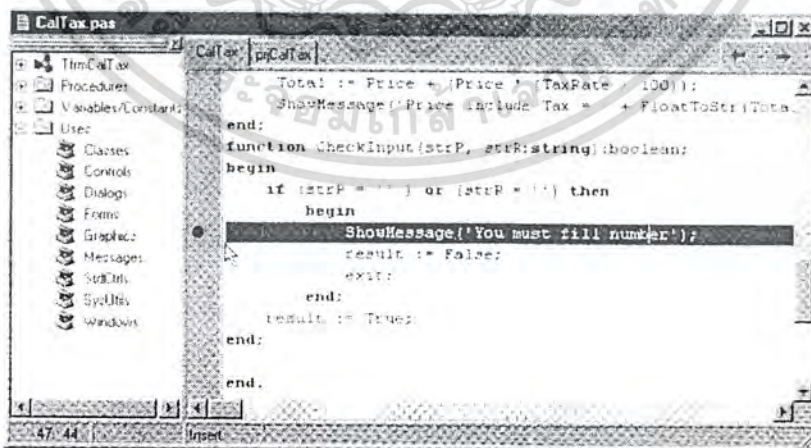 CalTax.pas
TfrmCalTax
Procedures
Variables/Constants
Uses
Classes
Controls
Dialogs
Forms
Graphics
Messages
StdCtrls
SysUtils
Windows
CalTax prjCalTax
Total := Price + (Price * (TaxRate / 100));
ShowMessage('Price include Tax = ' + FloatToStr(Tota
end;
function CheckInput(strP, strR:string):boolean;
begin
if (strP = '' ) or (strR = '') then
begin
ShowMessage('You must fill number');
result := False;
exit;
end;
result := True;
end;
end.
47: 44
Insert